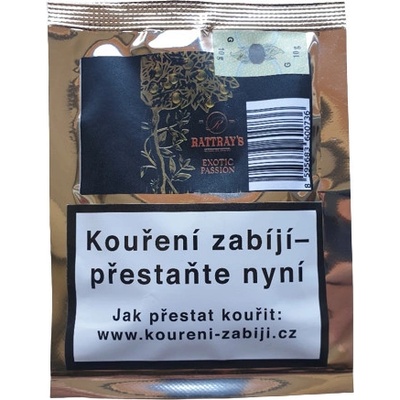 RATTRAY'S
EXOTIC
PASSION
Kouření zabíjí–
přestaňte nyní
Jak přestat kouřit:
www.koureni-zabiji.cz